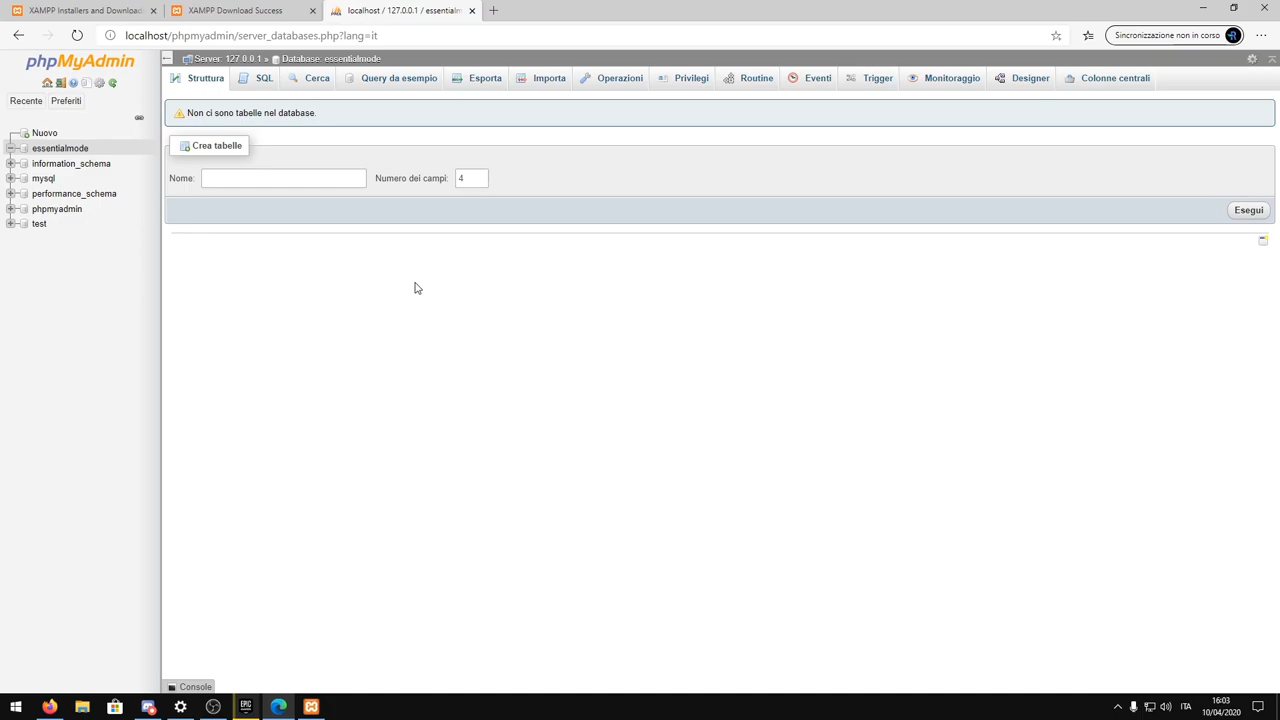 XAMPP Installers and Download
XAMPP Download Success
localhost / 127.0.0.1 / essentialm
localhost/phpmyadmin/server_databases.php?lang=it
Sincronizzazione non in corso
phpMyAdmin
Recente
Preferiti
Nuovo
essentialmode
information_schema
mysql
performance_schema
phpmyadmin
test
Server: 127.0.0.1 » Database: essentialmode
Struttura
SQL
Cerca
Query da esempio
Esporta
Importa
Operazioni
Privilegi
Routine
Eventi
Trigger
Monitoraggio
Designer
Colonne centrali
Non ci sono tabelle nel database.
Crea tabelle
Nome:
Numero dei campi: 4
Esegui
Console
EPIC
ITA
16:03
10/04/2020